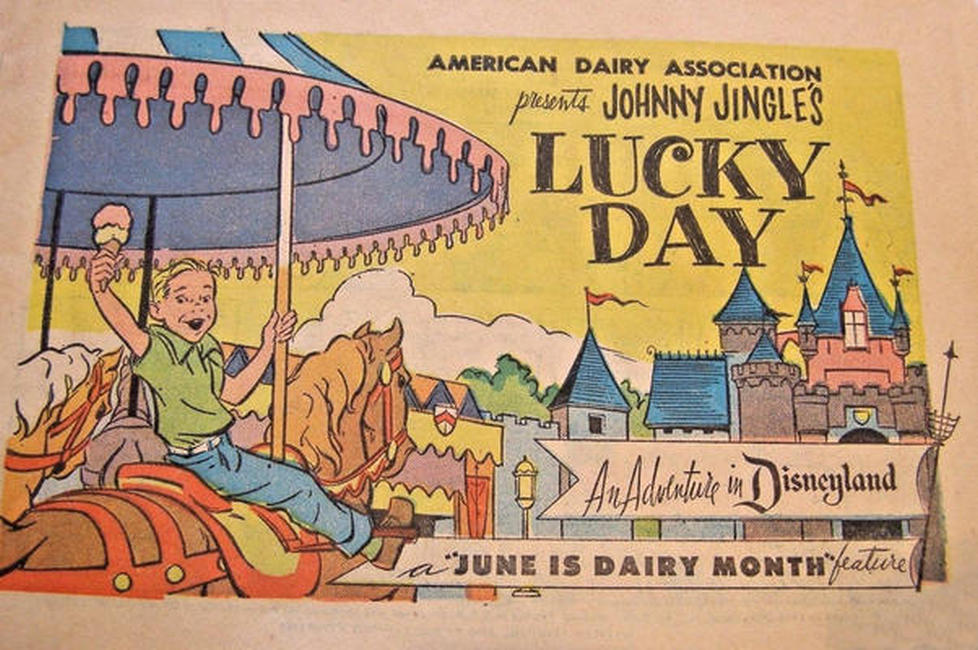 AMERICAN DAIRY ASSOCIATION
presents JOHNNY JINGLE'S
LUCKY
DAY
An Adventure in Disneyland
a "JUNE IS DAIRY MONTH" feature